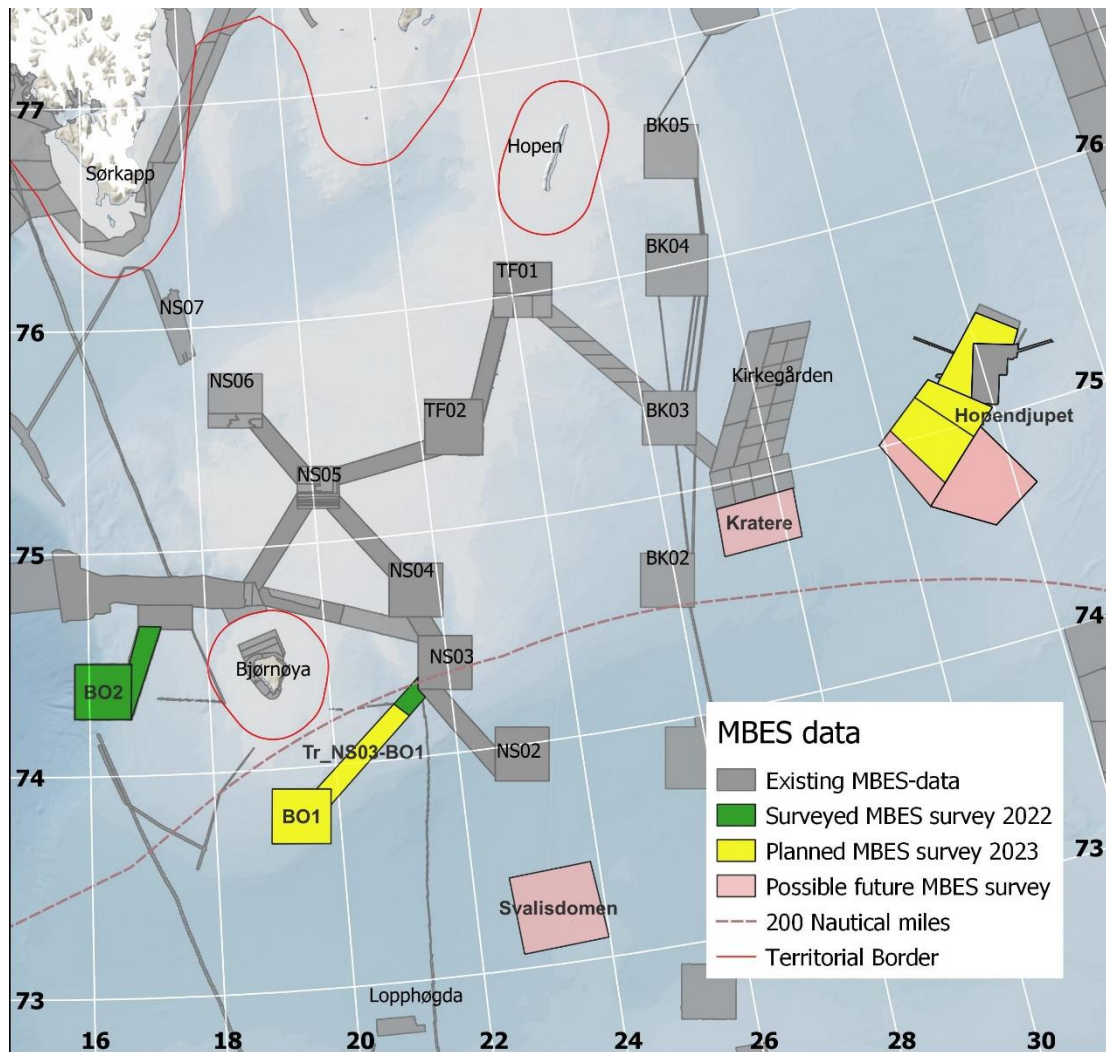 77
Sørkapp
Hopen
BK05
76
BK04
TF01
NS07
76
NS06
Kirkegården
TF02
BK03
75
Hopendjupet
NS05
Kratere
75
NS04
BK02
74
NS03
Bjørnøya
BO2
Tr_NS03-BO1
NS02
74
BO1
73
Svalisdomen
73
Lopphøgda
16
18
20
22
24
26
28
30
MBES data
Existing MBES-data
Surveyed MBES survey 2022
Planned MBES survey 2023
Possible future MBES survey
200 Nautical miles
Territorial Border